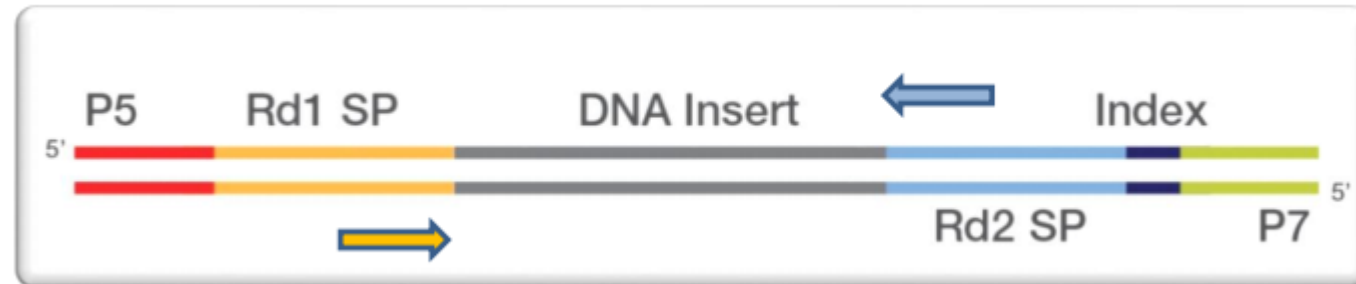 P5 Rd1 SP DNA Insert Index
5'
5'
Rd2 SP P7